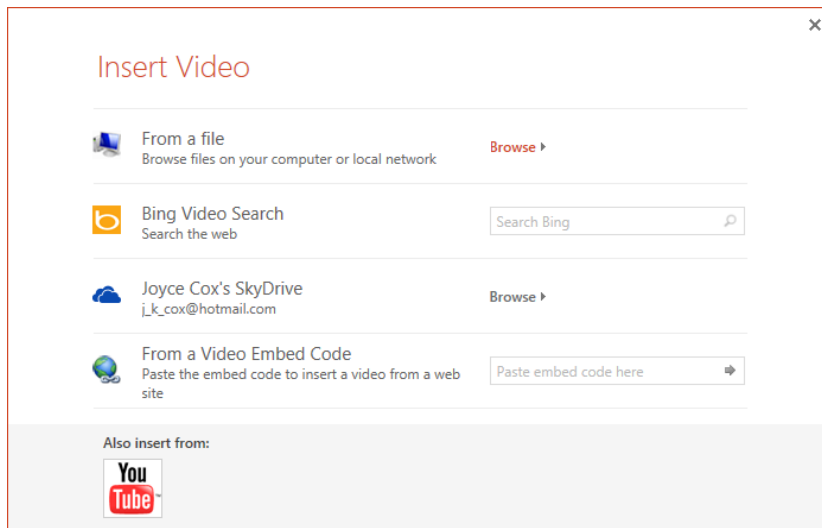 Insert Video
From a file
Browse files on your computer or local network
Browse
Bing Video Search
Search the web
Search Bing
Joyce Cox's SkyDrive
j_k_cox@hotmail.com
Browse
From a Video Embed Code
Paste the embed code to insert a video from a web
site
Paste embed code here
Also insert from:
You
Tube™